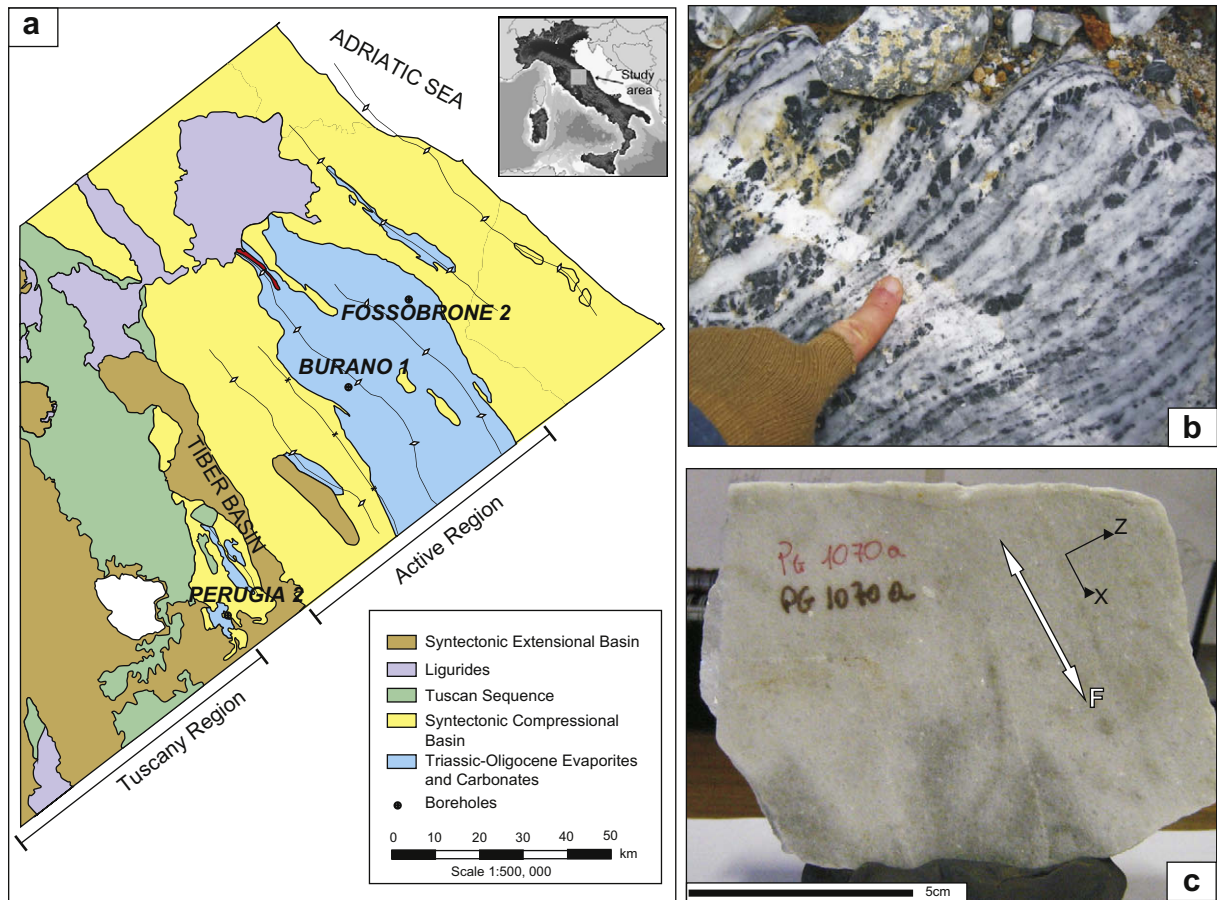 a
ADRIATIC SEA
Study
area
FOSSOBRONE 2
BURANO 1
TIBER BASIN
PERUGIA 2
Active Region
Tuscany Region
Syntectonic Extensional Basin
Ligurides
Tuscan Sequence
Syntectonic Compressional
Basin
Triassic-Oligocene Evaporites
and Carbonates
Boreholes
0 10 20 30 40 50
km
Scale 1:500, 000
b
PG 1070a
PG 1070a
Z
X
F
5cm
c